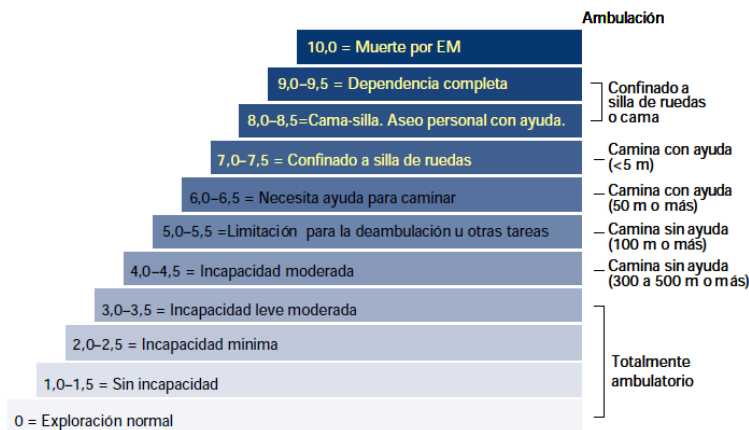 Ambulación
10,0 = Muerte por EM
9,0–9,5 = Dependencia completa
8,0–8,5=Cama-silla. Aseo personal con ayuda.
Confinado a
silla de ruedas
o cama
7,0–7,5 = Confinado a silla de ruedas
Camina con ayuda
(<5 m)
6,0–6,5 = Necesita ayuda para caminar
Camina con ayuda
(50 m o más)
5,0–5,5 =Limitación para la deambulación u otras tareas
Camina sin ayuda
(100 m o más)
4,0–4,5 = Incapacidad moderada
Camina sin ayuda
(300 a 500 m o más)
3,0–3,5 = Incapacidad leve moderada
2,0–2,5 = Incapacidad minima
1,0–1,5 = Sin incapacidad
0 = Exploración normal
Totalmente
ambulatorio